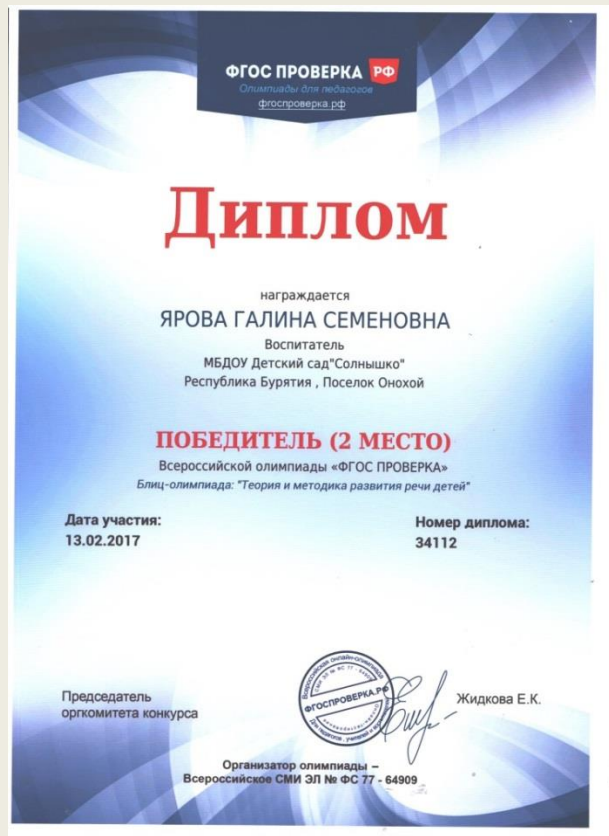 ФГОС ПРОВЕРКА РФ
Олимпиады для педагогов
фгоспроверка.рф
Диплом
награждается
ЯРОВА ГАЛИНА СЕМЕНОВНА
Воспитатель
МБДОУ Детский сад"Солнышко"
Республика Бурятия , Поселок Онохой
ПОБЕДИТЕЛЬ (2 МЕСТО)
Всероссийской олимпиады «ФГОС ПРОВЕРКА»
Блиц-олимпиада: "Теория и методика развития речи детей"
Дата участия:
13.02.2017
Номер диплома:
34112
Председатель
оргкомитета конкурса
ФГОСПРОВЕРКА.РФ
Жидкова Е.К.
Организатор олимпиады –
Всероссийское СМИ ЭЛ № ФС 77 - 64909